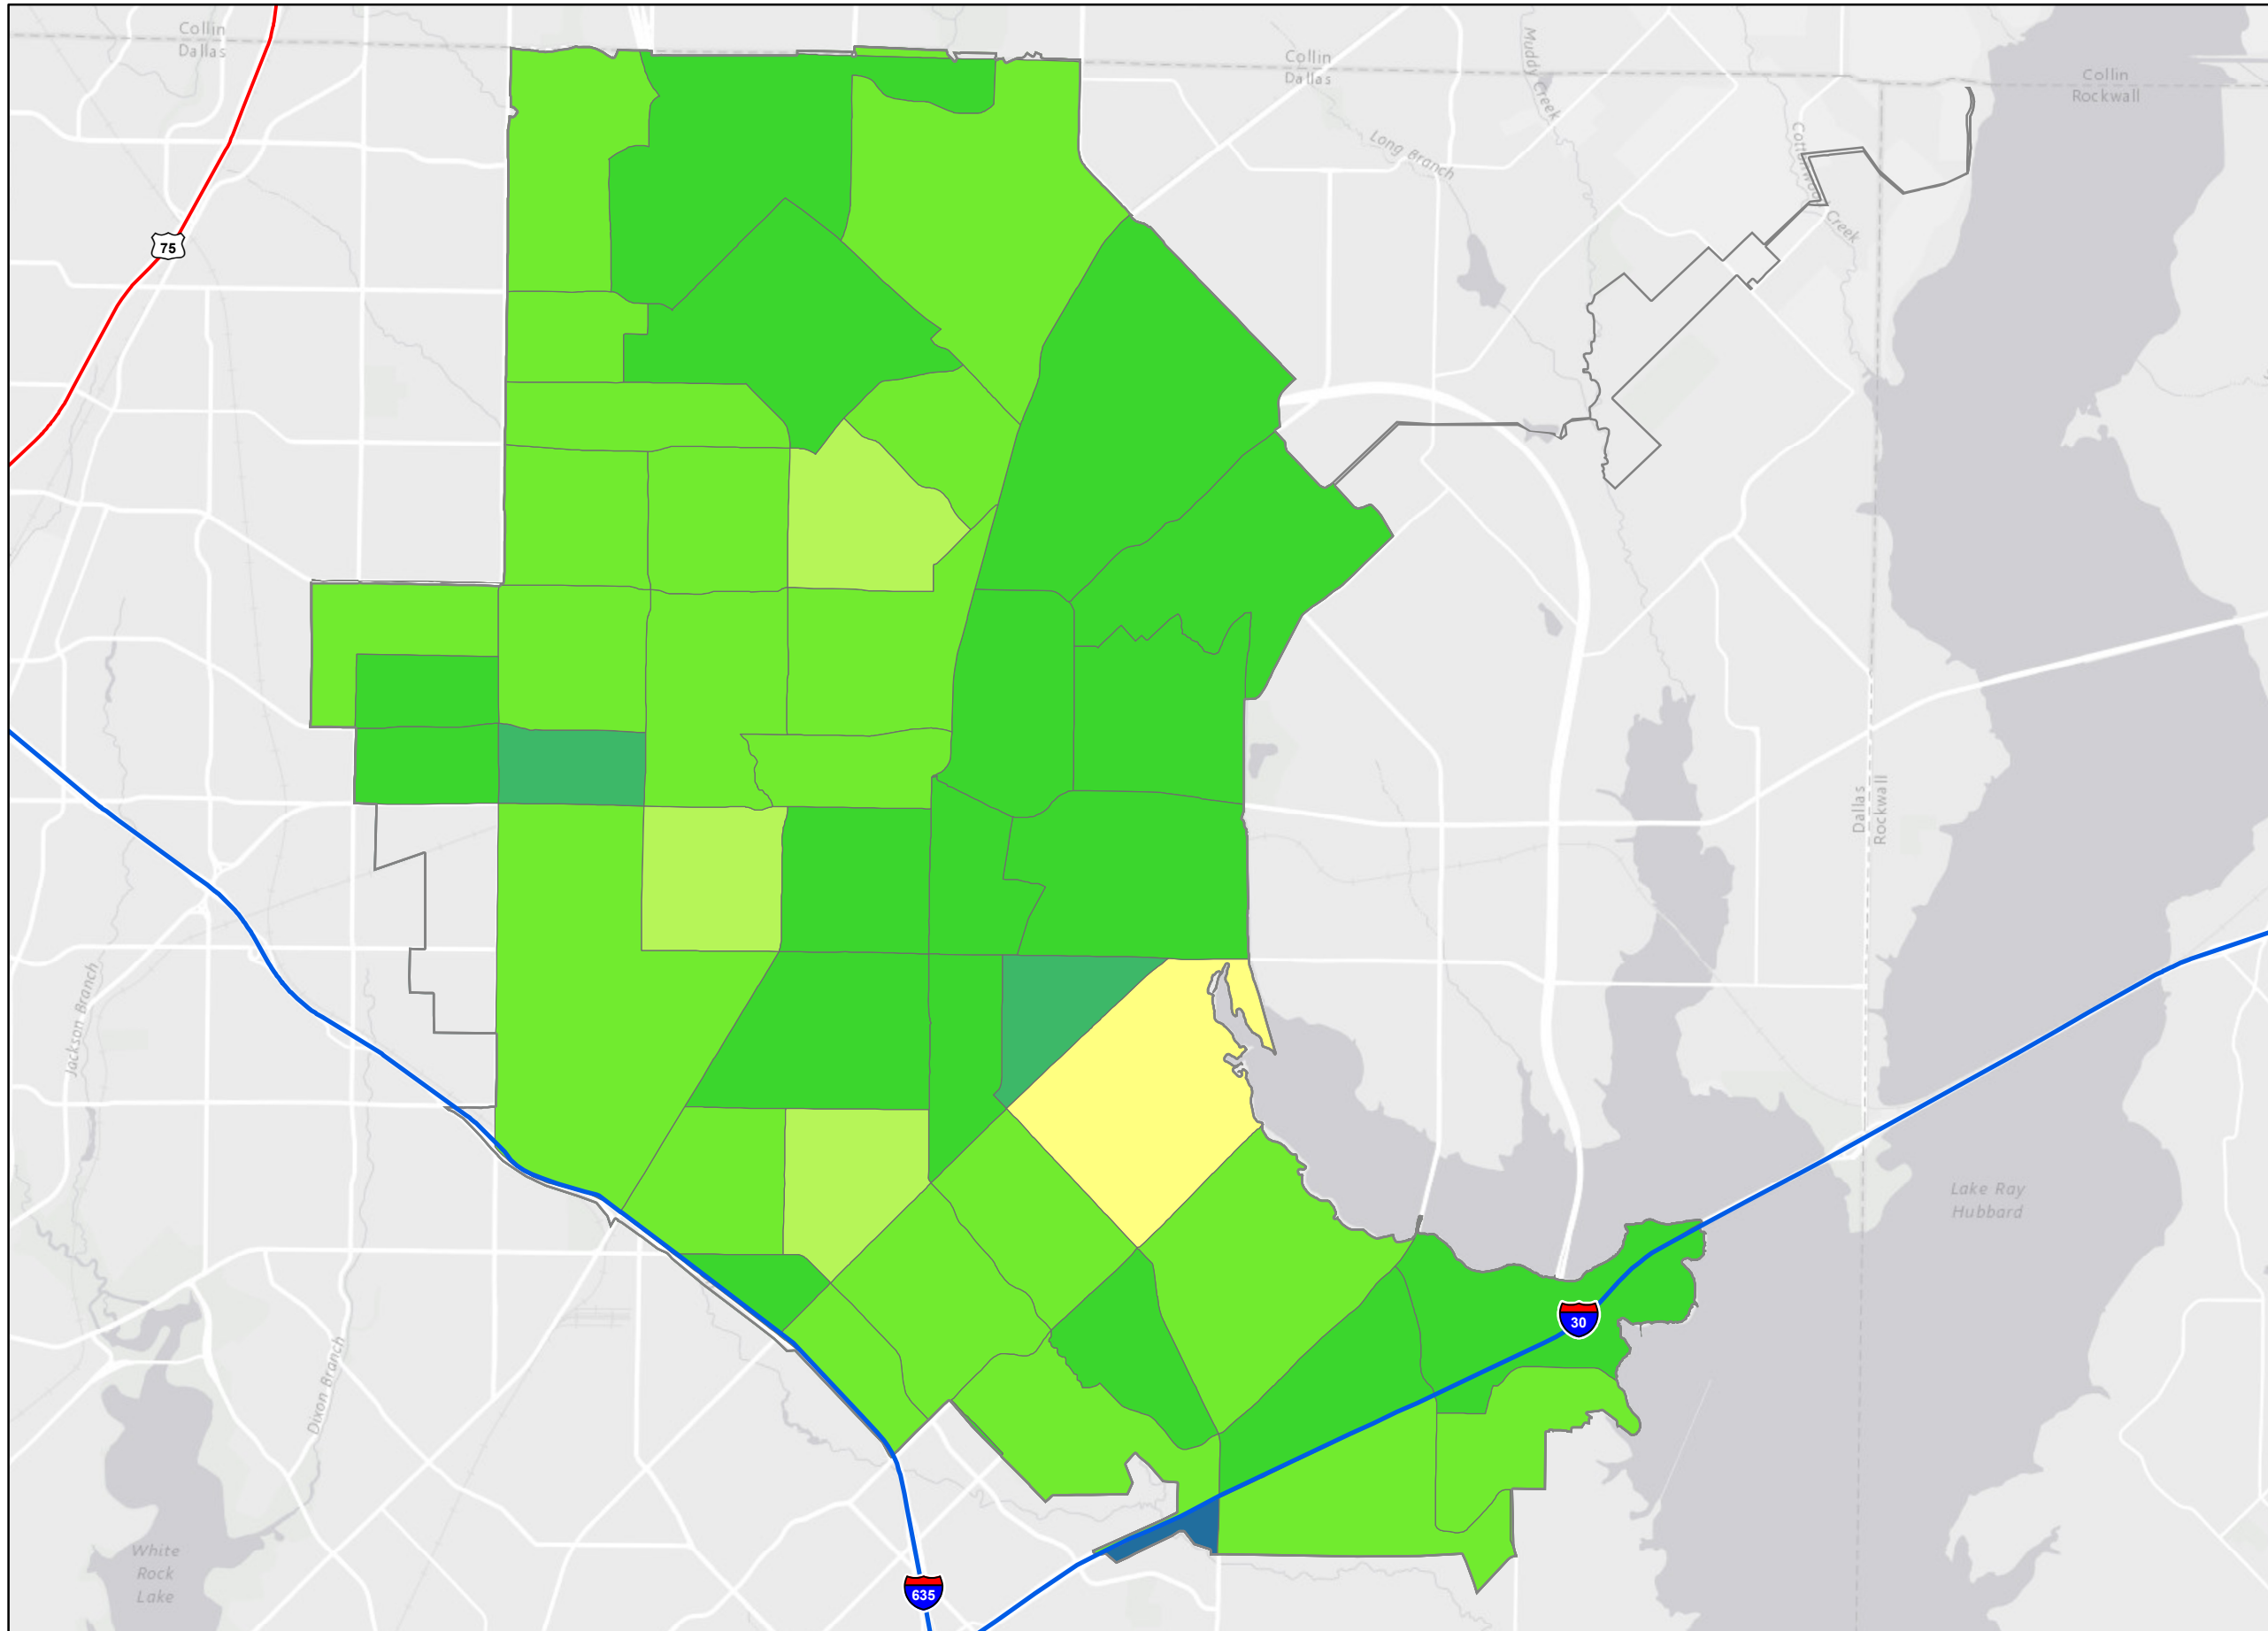 Collin
Dallas
Collin
Dallas
Muddy Creek
Collin
Rockwall
Long Branch
Cottonwood
Creek
75
Dallas
Rockwall
Jackson Branch
Lake Ray
Hubbard
30
Dixon Branch
White
Rock
Lake
635